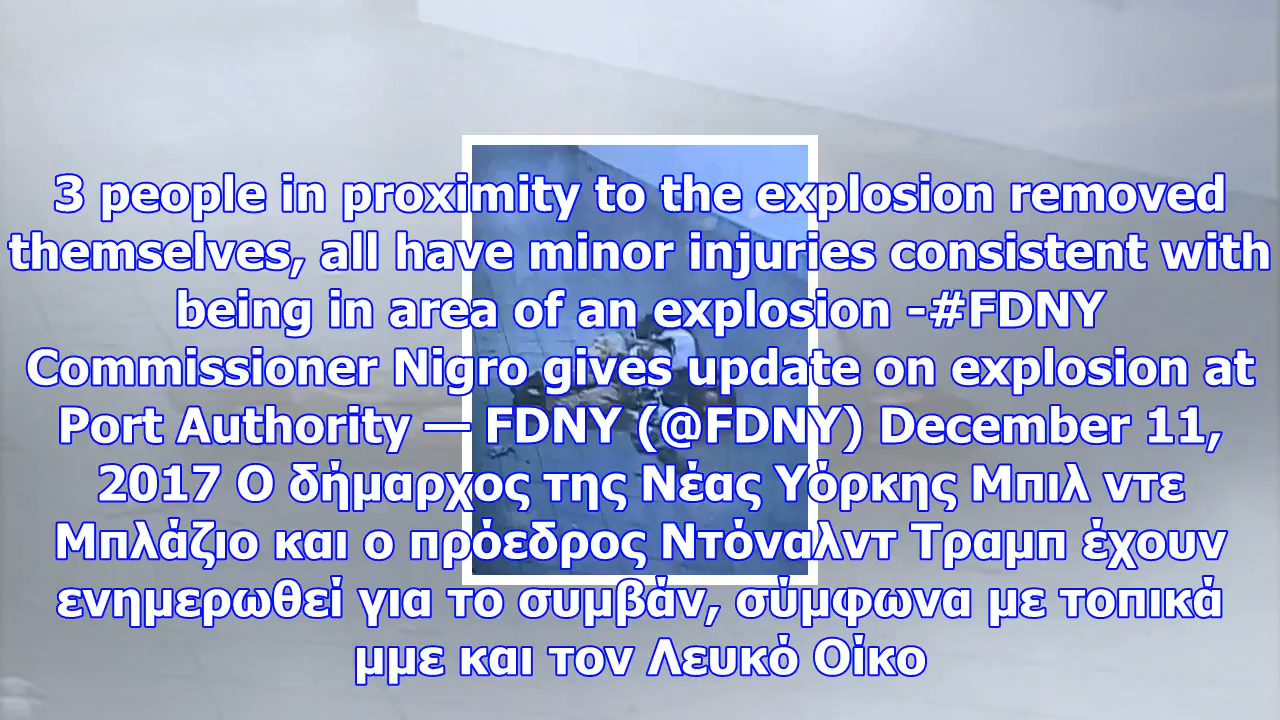 3 people in proximity to the explosion removed
themselves, all have minor injuries consistent with
being in area of an explosion -#FDNY
Commissioner Nigro gives update on explosion at
Port Authority — FDNY (@FDNY) December 11,
2017 Ο δήμαρχος της Νέας Υόρκης Μπιλ ντε
Μπλάζιο και ο πρόεδρος Ντόναλντ Τραμπ έχουν
ενημερωθεί για το συμβάν, σύμφωνα με τοπικά
μμε και τον Λευκό Οίκο